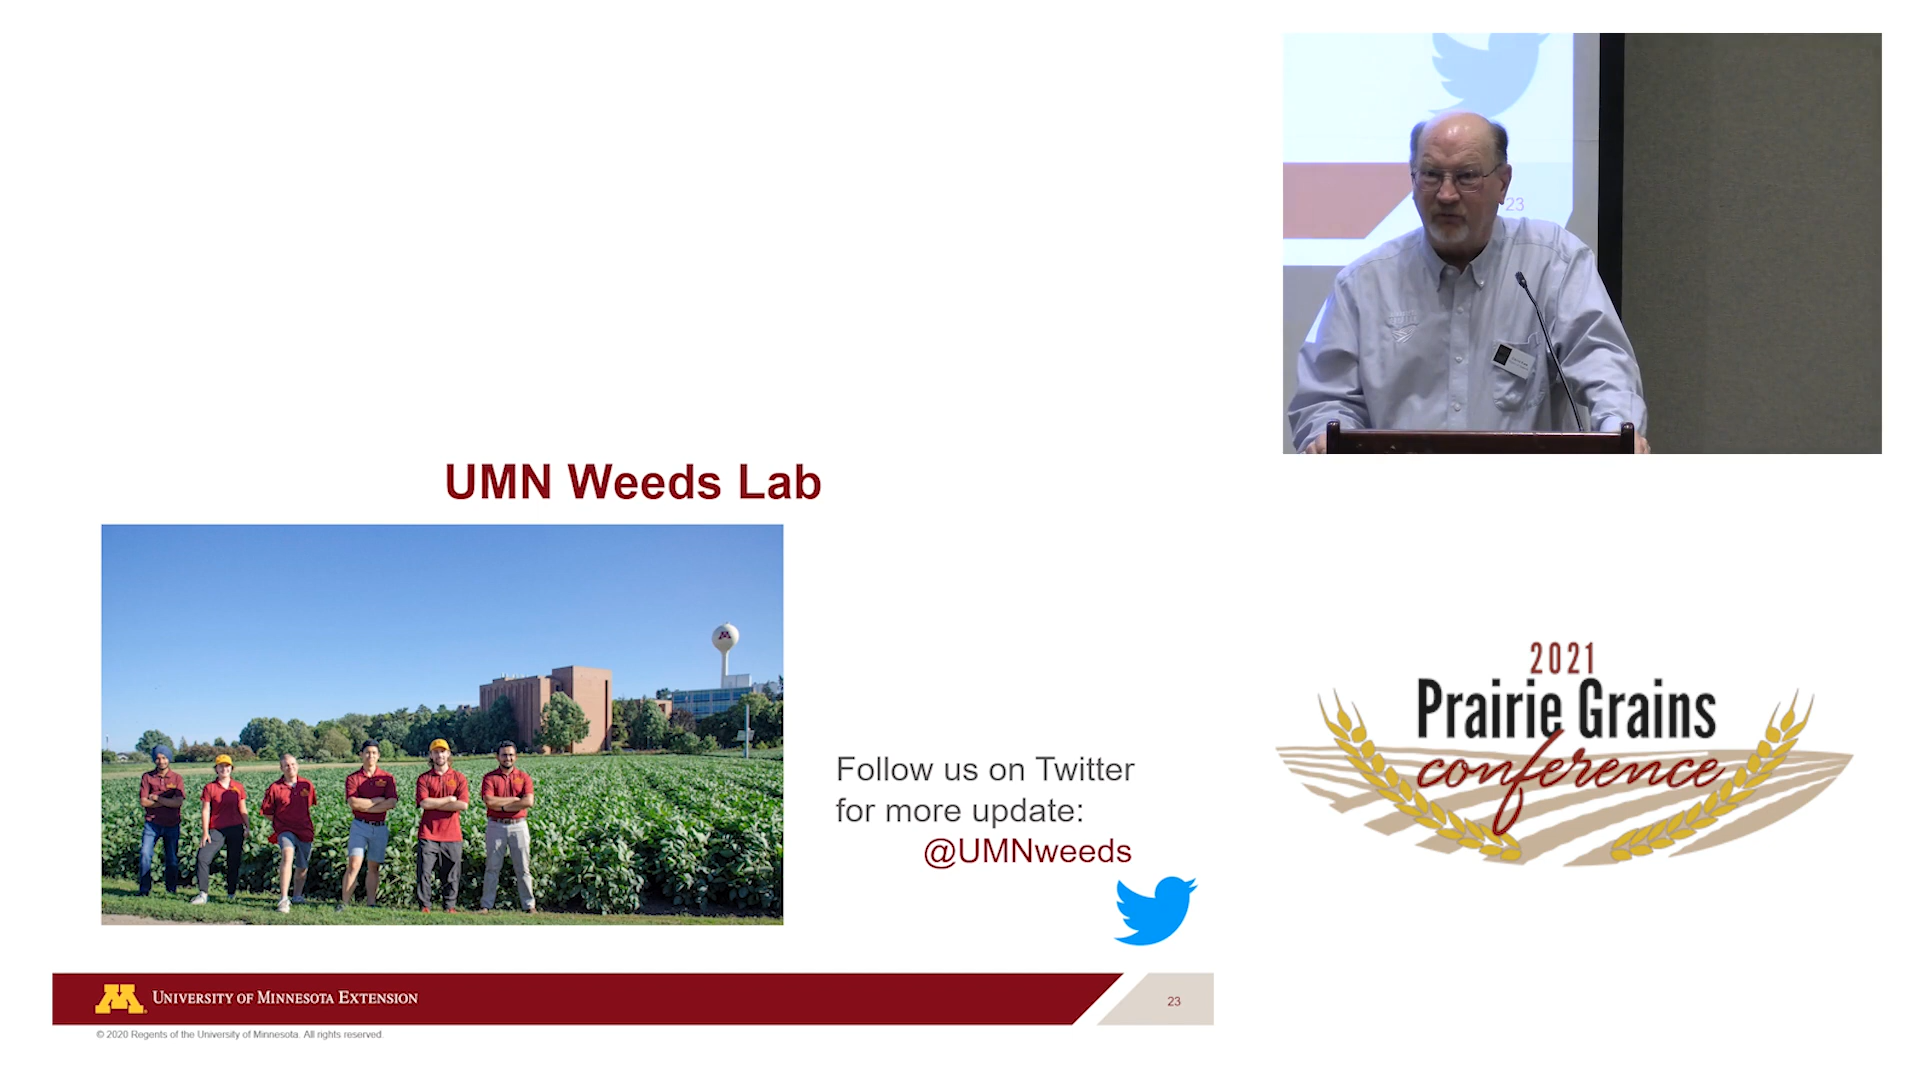 UMN Weeds Lab
Follow us on Twitter
for more update:
@UMNweeds
UNIVERSITY OF MINNESOTA EXTENSION
23
© 2020 Regents of the University of Minnesota. All rights reserved.
23
2021
Prairie Grains
conference